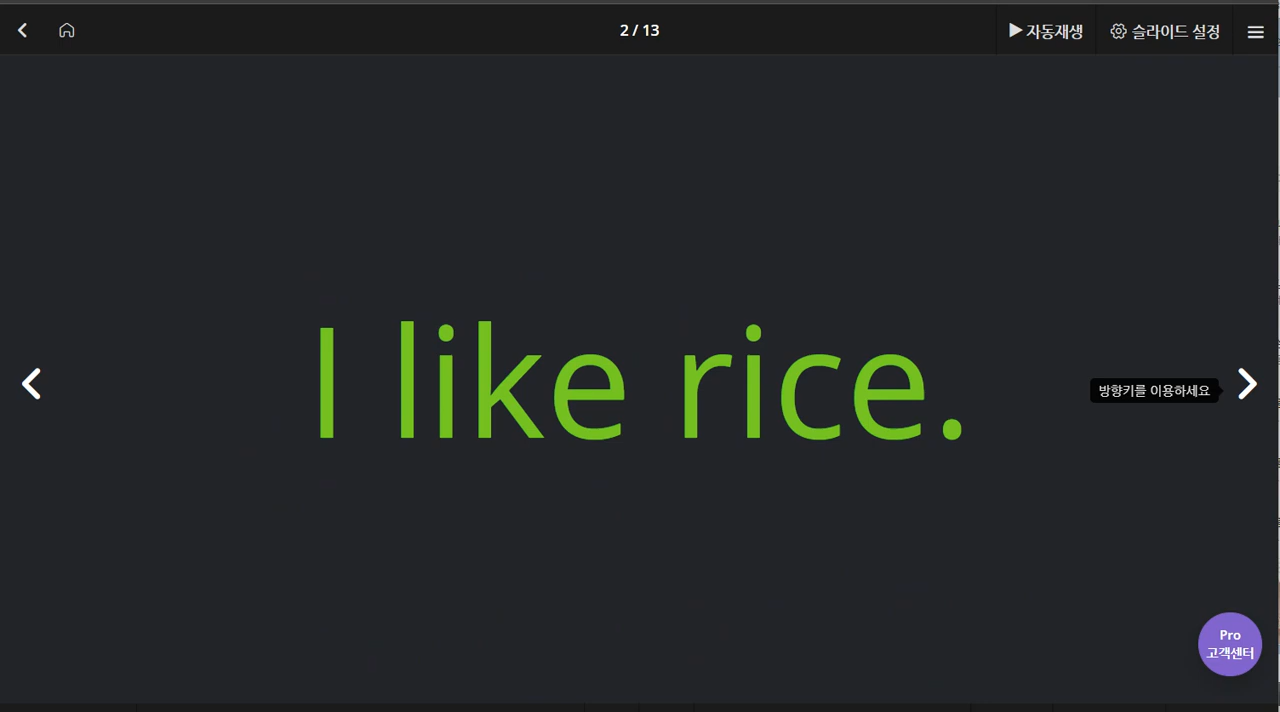 2 / 13
자동재생
슬라이드 설정
I like rice.
방향키를 이용하세요
Pro
고객센터